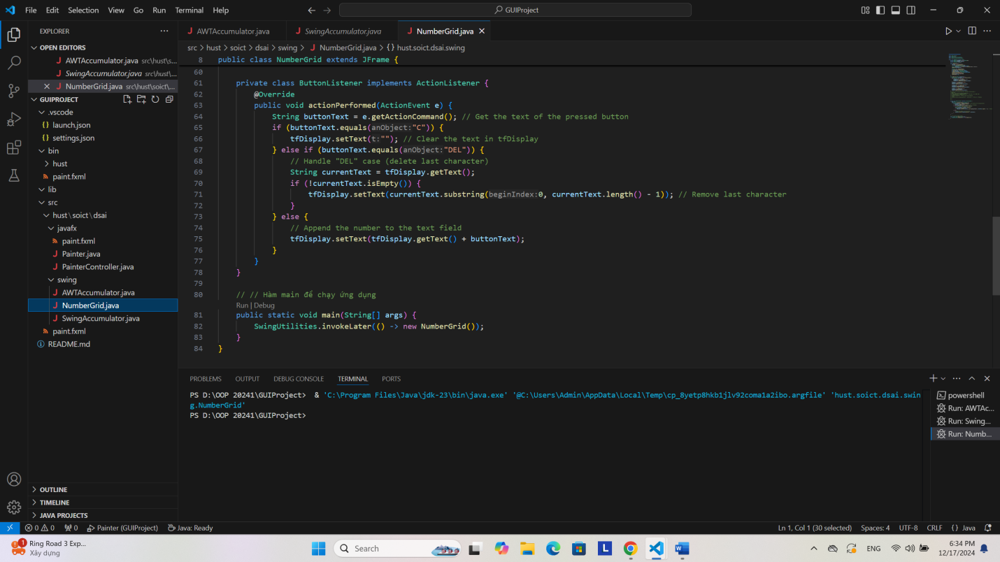 File Edit Selection View Go Run Terminal Help
GUIProject
EXPLORER
OPEN EDITORS
AWTAccumulator.java src\hust\s...
SwingAccumulator.java src\hust\...
NumberGrid.java src\hust\soict\...
GUIPROJECT
.vscode
launch.json
settings.json
bin
hust
paint.fxml
lib
src
hust\soict\dsai
javafx
paint.fxml
Painter.java
PainterController.java
swing
AWTAccumulator.java
NumberGrid.java
SwingAccumulator.java
paint.fxml
README.md
OUTLINE
TIMELINE
JAVA PROJECTS
AWTAccumulator.java SwingAccumulator.java NumberGrid.java
src > hust > soict > dsai > swing > NumberGrid.java > {} hust.soict.dsai.swing
8 public class NumberGrid extends JFrame {
60
61 private class ButtonListener implements ActionListener {
62 @Override
63 public void actionPerformed(ActionEvent e) {
64 String buttonText = e.getActionCommand(); // Get the text of the pressed button
65 if (buttonText.equals(anObject:"C")) {
66 tfDisplay.setText(t:""); // Clear the text in tfDisplay
67 } else if (buttonText.equals(anObject:"DEL")) {
68 // Handle "DEL" case (delete last character)
69 String currentText = tfDisplay.getText();
70 if (!currentText.isEmpty()) {
71 tfDisplay.setText(currentText.substring(beginIndex:0, currentText.length() - 1)); // Remove last character
72 }
73 } else {
74 // Append the number to the text field
75 tfDisplay.setText(tfDisplay.getText() + buttonText);
76 }
77 }
78 }
79
80 // // Hàm main để chạy ứng dụng
Run | Debug
81 public static void main(String[] args) {
82 SwingUtilities.invokeLater(() -> new NumberGrid());
83 }
84 }
PROBLEMS OUTPUT DEBUG CONSOLE TERMINAL PORTS
PS D:\OOP 20241\GUIProject> & 'C:\Program Files\Java\jdk-23\bin\java.exe' '@C:\Users\Admin\AppData\Local\Temp\cp_8yetp8hkb1jlv92coma1a2ibo.argfile' 'hust.soict.dsai.swin
g.NumberGrid'
PS D:\OOP 20241\GUIProject>
powershell
Run: AWTAc...
Run: Swing...
Run: Numb...
0 0 0 Painter (GUIProject) Java: Ready
Ln 1, Col 1 (30 selected) Spaces: 4 UTF-8 CRLF {} Java
1
Ring Road 3 Exp...
Xây dựng
Search
ENG
6:34 PM
12/17/2024